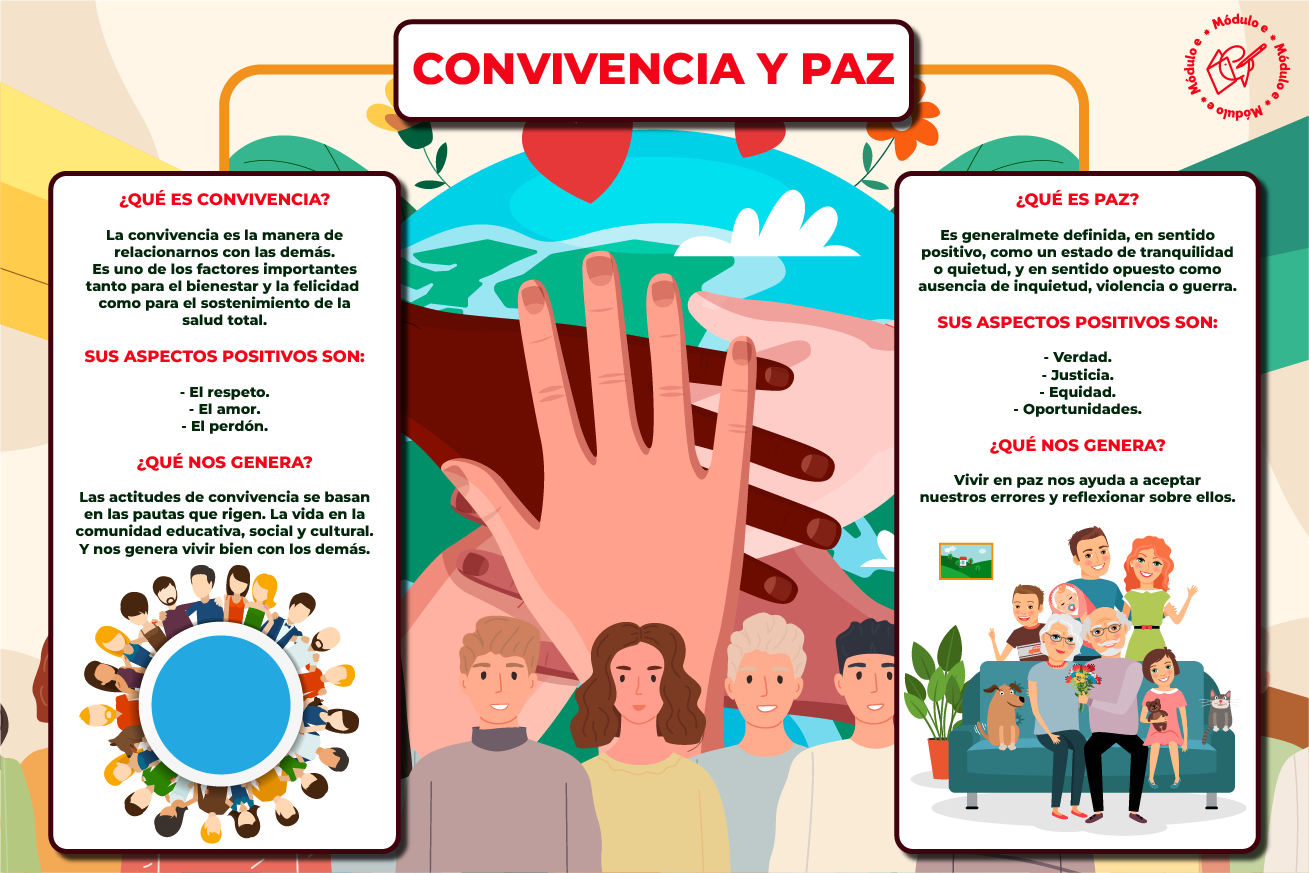 CONVIVENCIA Y PAZ
* Módulo e * Módulo e * Módulo e * Módulo e
¿QUÉ ES CONVIVENCIA?
La convivencia es la manera de
relacionarnos con las demás.
Es uno de los factores importantes
tanto para el bienestar y la felicidad
como para el sostenimiento de la
salud total.
SUS ASPECTOS POSITIVOS SON:
- El respeto.
- El amor.
- El perdón.
¿QUÉ NOS GENERA?
Las actitudes de convivencia se basan
en las pautas que rigen. La vida en la
comunidad educativa, social y cultural.
Y nos genera vivir bien con los demás.
¿QUÉ ES PAZ?
Es generalmete definida, en sentido
positivo, como un estado de tranquilidad
o quietud, y en sentido opuesto como
ausencia de inquietud, violencia o guerra.
SUS ASPECTOS POSITIVOS SON:
- Verdad.
- Justicia.
- Equidad.
- Oportunidades.
¿QUÉ NOS GENERA?
Vivir en paz nos ayuda a aceptar
nuestros errores y reflexionar sobre ellos.